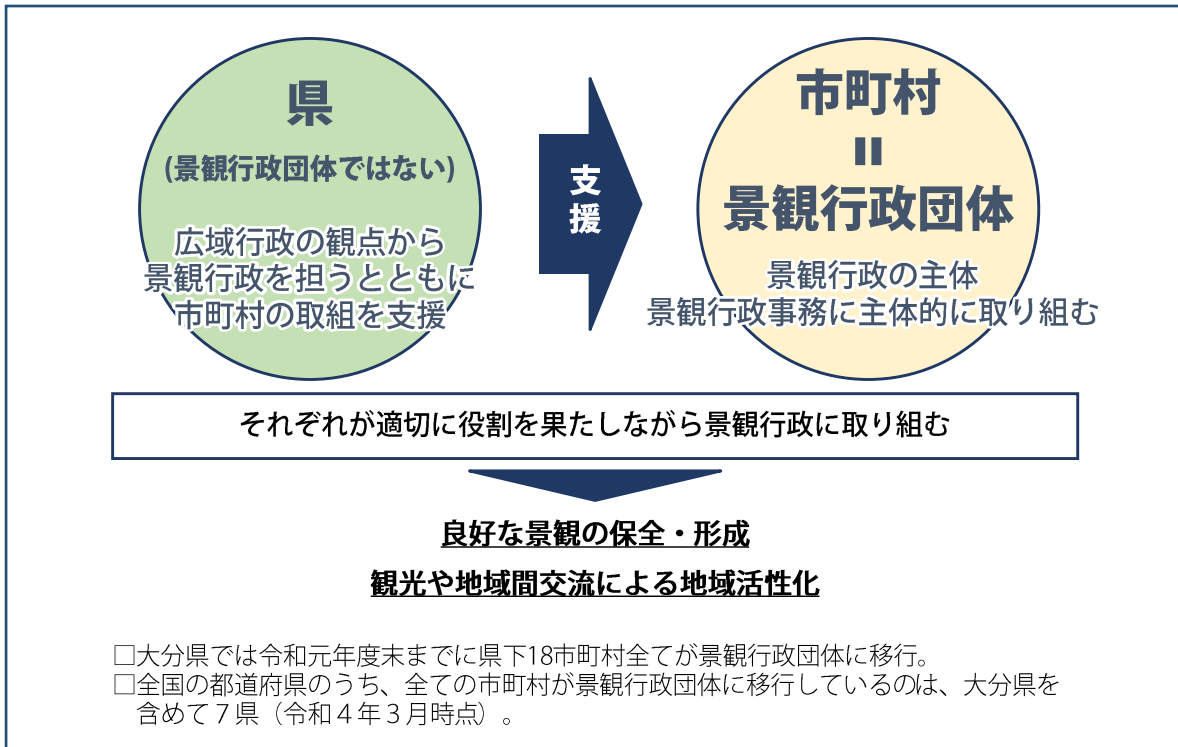 県
(景観行政団体ではない)
広域行政の観点から
景観行政を担うとともに
市町村の取組を支援
支援
市町村
＝
景観行政団体
景観行政の主体
景観行政事務に主体的に取り組む
それぞれが適切に役割を果たしながら景観行政に取り組む
良好な景観の保全・形成
観光や地域間交流による地域活性化
□大分県では令和元年度末までに県下18市町村全てが景観行政団体に移行。
□全国の都道府県のうち、全ての市町村が景観行政団体に移行しているのは、大分県を
含めて７県（令和４年３月時点）。